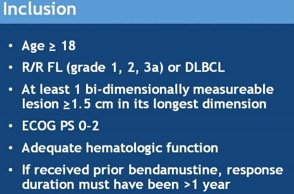 Inclusion
• Age ≥ 18
• R/R FL (grade 1, 2, 3a) or DLBCL
• At least 1 bi-dimensionally measureable
lesion ≥1.5 cm in its longest dimension
• ECOG PS 0-2
• Adequate hematologic function
• If received prior bendamustine, response
duration must have been >1 year